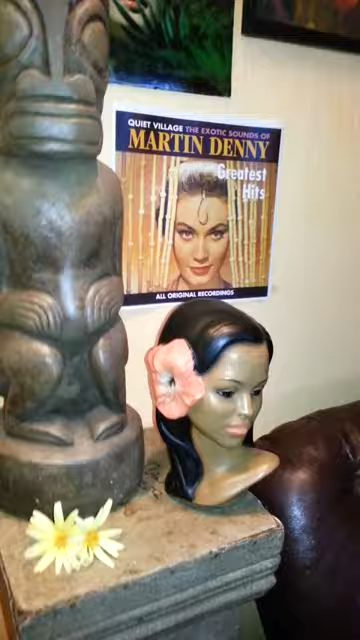 QUIET VILLAGE THE EXOTIC SOUNDS OF
MARTIN DENNY
Greatest
Hits
ALL ORIGINAL RECORDINGS